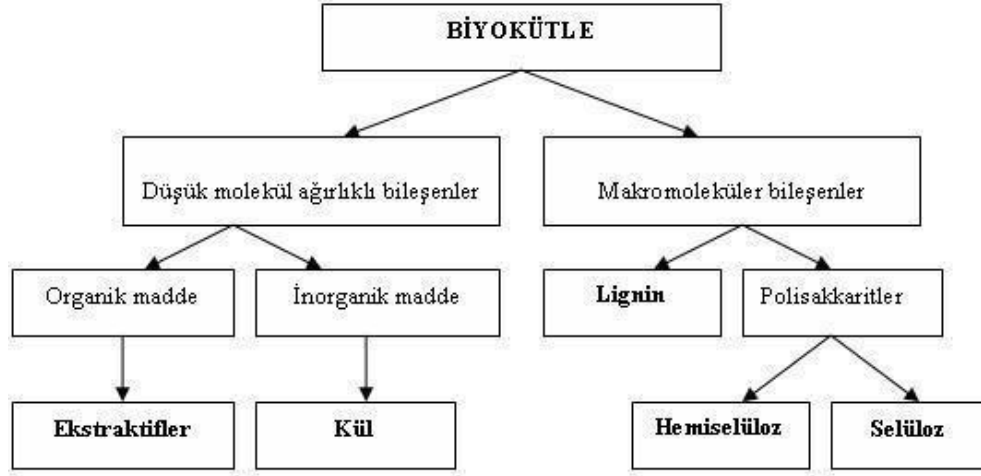 BİYOKÜTLE
Düşük molekül ağırlıklı bileşenler
Makromoleküler bileşenler
Organik madde
İnorganik madde
Lignin
Polisakkaritler
Ekstraktifler
Kül
Hemiselüloz
Selüloz